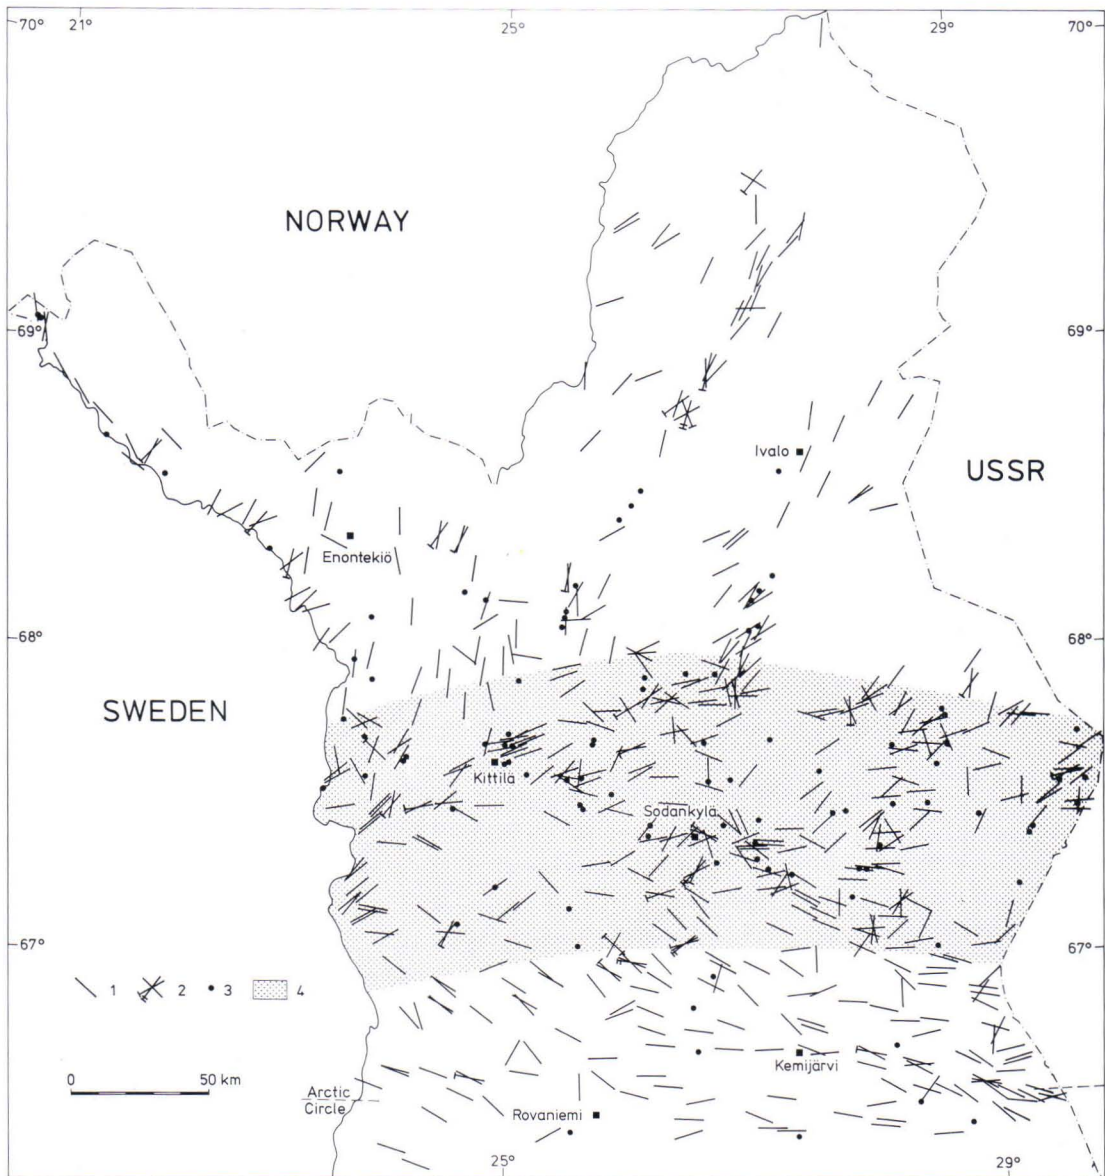 70° 21° 25° 29° 70°
NORWAY
69° 69°
Ivalo
USSR
Enontekiö
68° 68°
SWEDEN
Kittilä
Sodankylä
67° 67°
1 2 3 4
0 50 km
Kemijärvi
Arctic
Circle
Rovaniemi
25° 29°